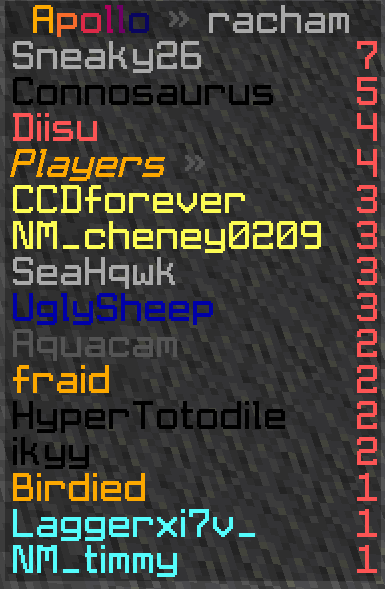 Apollo » racham
Sneaky26 7
Connosaurus 5
Diisu 4
Players » 4
CCDforever 3
NM_cheney0209 3
SeaHqwk 3
UglySheep 3
Aquacam 2
fraid 2
HyperTotodile 2
ikyy 2
Birdied 1
Laggerxi7v_ 1
NM_timmy 1